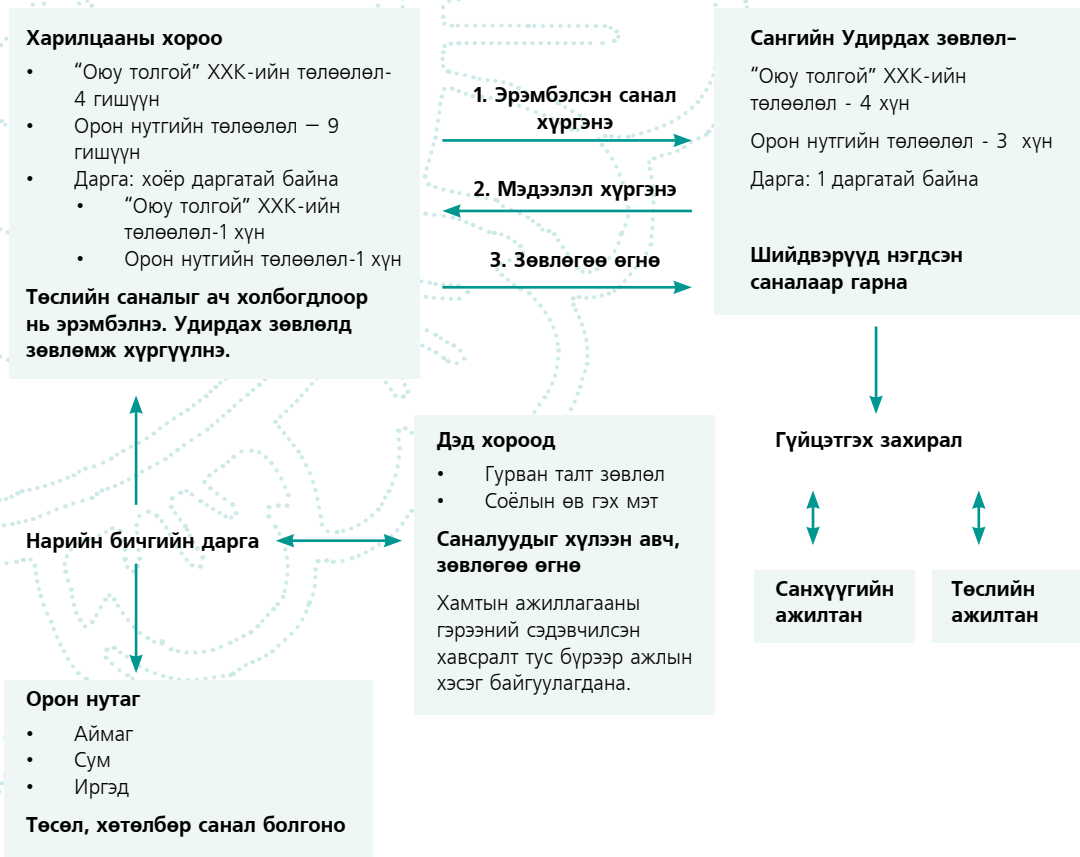 Харилцааны хороо
• “Оюу толгой” ХХК-ийн төлөөлөл-
4 гишүүн
• Орон нутгийн төлөөлөл — 9
гишүүн
• Дарга: хоёр даргатай байна
• “Оюу толгой” ХХК-ийн
төлөөлөл-1 хүн
• Орон нутгийн төлөөлөл-1 хүн
Төслийн саналыг ач холбогдлоор
нь эрэмбэлнэ. Удирдах зөвлөлд
зөвлөмж хүргүүлнэ.
1. Эрэмбэлсэн санал
хүргэнэ
2. Мэдээлэл хүргэнэ
3. Зөвлөгөө өгнө
Сангийн Удирдах зөвлөл–
“Оюу толгой” ХХК-ийн
төлөөлөл - 4 хүн
Орон нутгийн төлөөлөл - 3 хүн
Дарга: 1 даргатай байна
Шийдвэрүүд нэгдсэн
саналаар гарна
Гүйцэтгэх захирал
Санхүүгийн
ажилтан
Төслийн
ажилтан
Дэд хороод
• Гурван талт зөвлөл
• Соёлын өв гэх мэт
Саналуудыг хүлээн авч,
зөвлөгөө өгнө
Хамтын ажиллагааны
гэрээний сэдэвчилсэн
хавсралт тус бүрээр ажлын
хэсэг байгуулагдана.
Нарийн бичгийн дарга
Орон нутаг
• Аймаг
• Сум
• Иргэд
Төсөл, хөтөлбөр санал болгоно